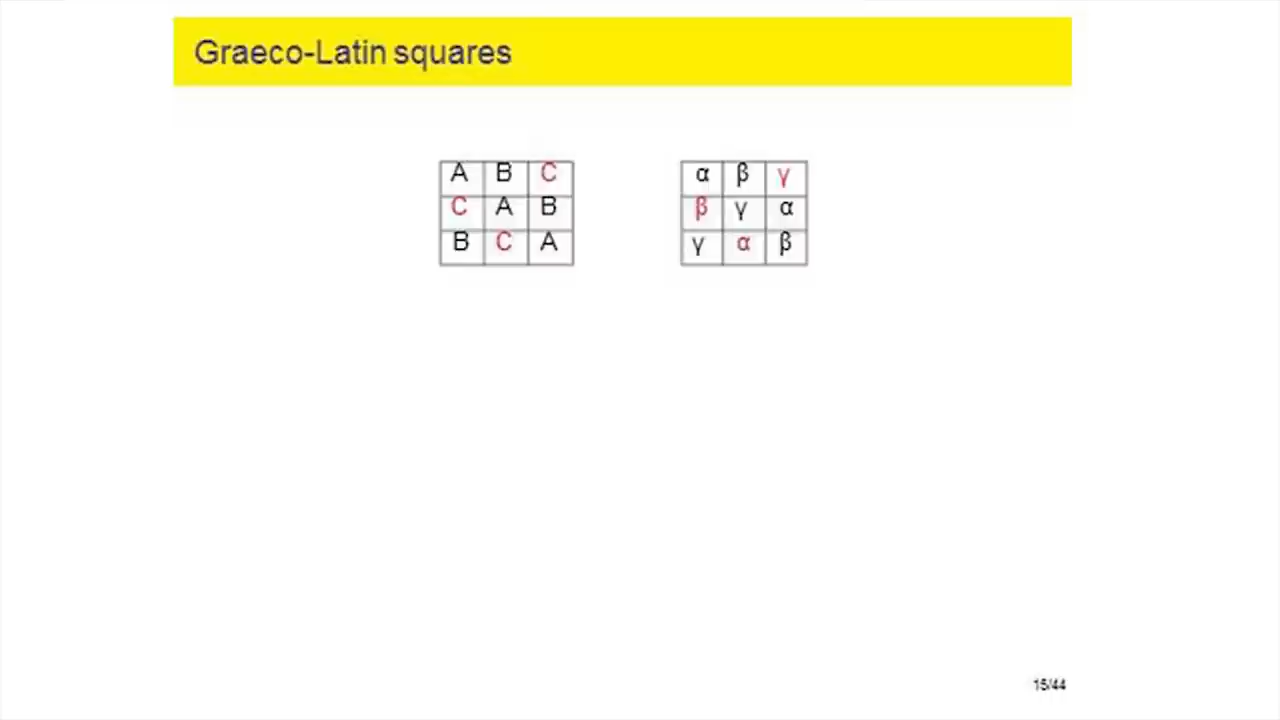 Graeco-Latin squares
A B C α β γ
C A B β γ α
B C A γ α β
15/44